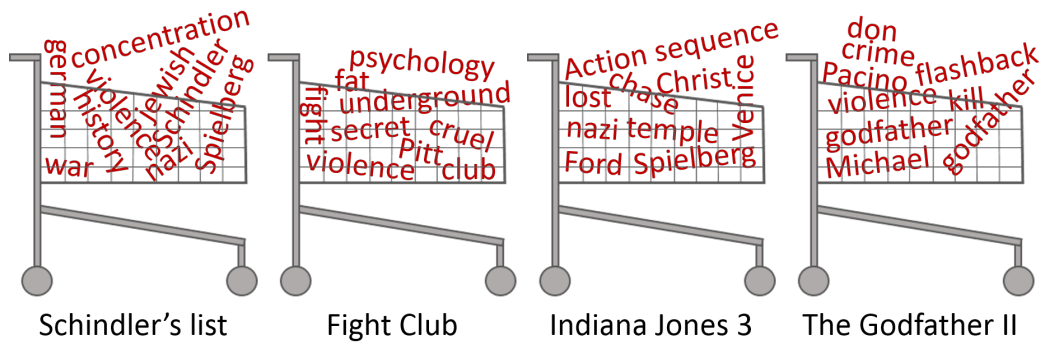 concentration
german
violence
jewish
Schindler
Spielberg
history
nazi
war
psychology
fat
underground
fight
secret
cruel
Pitt
violence
club
Action sequence
chase
Christ
Venice
lost
nazi temple
Ford Spielberg
don
crime
Pacino
flashback
violence
kill
godfather
godfather
Michael
Schindler’s list
Fight Club
Indiana Jones 3
The Godfather II